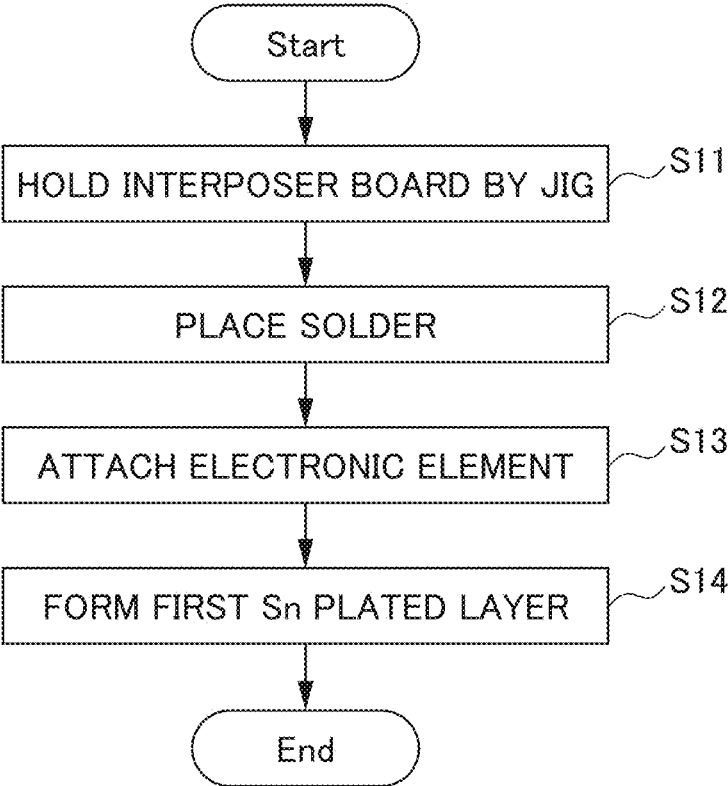 Start
HOLD INTERPOSER BOARD BY JIG
S11
PLACE SOLDER
S12
ATTACH ELECTRONIC ELEMENT
S13
FORM FIRST Sn PLATED LAYER
S14
End